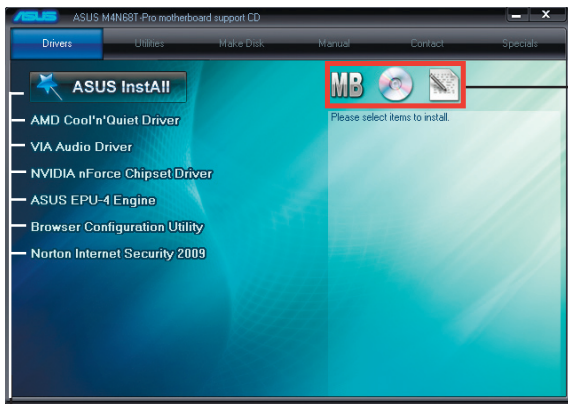 ASUS ASUS M4N68T-Pro motherboard support CD
Drivers Utilities Make Disk Manual Contact Specials
ASUS InstAll
MB
Please select items to install.
AMD Cool'n'Quiet Driver
VIA Audio Driver
NVIDIA nForce Chipset Driver
ASUS EPU-4 Engine
Browser Configuration Utility
Norton Internet Security 2009